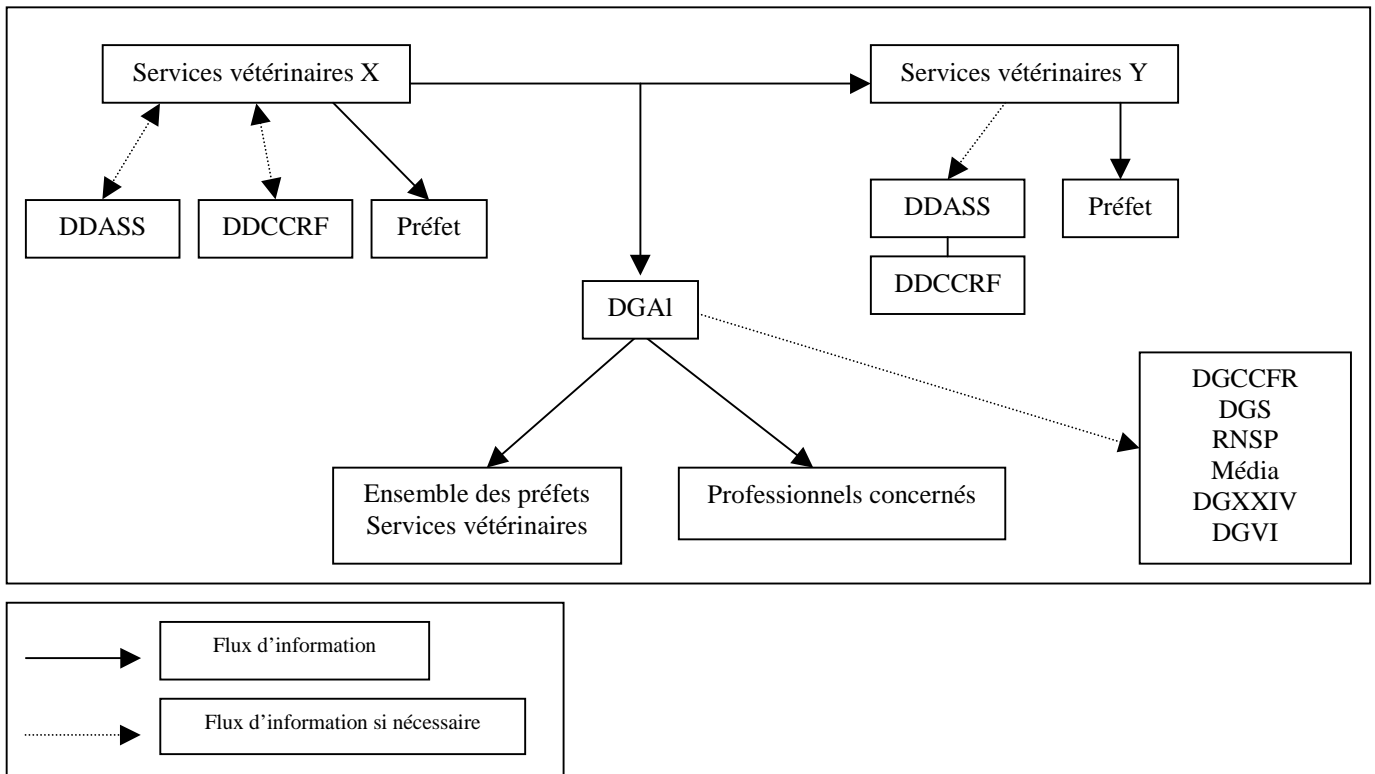 Services vétérinaires X
Services vétérinaires Y
DDASS
DDCCRF
Préfet
DDASS
Préfet
DDCCRF
DGAl
DGCCFR
DGS
RNSP
Média
DGXXIV
DGVI
Ensemble des préfets
Services vétérinaires
Professionnels concernés
Flux d’information
Flux d’information si nécessaire